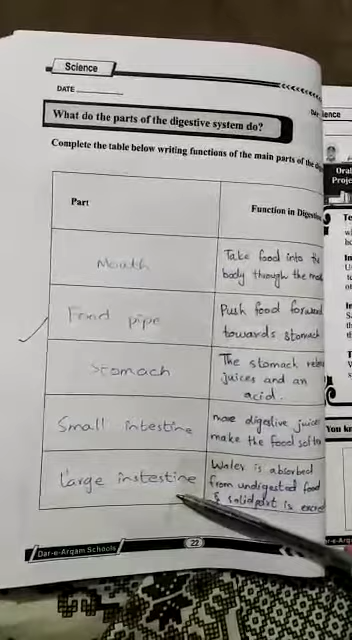 Science
DATE
What do the parts of the digestive system do?
Complete the table below writing functions of the main parts of the
Part
Function in
Mouth
Take food into the
body through the
Food pipe
Push food forward
towards stomach
Stomach
The stomach
juices and an
acid.
Small intestine
more digestive juices
make the food
large instestine
Water is absorbed
from undigested food
& solid part is
Dar-e-Arqam Schools
22